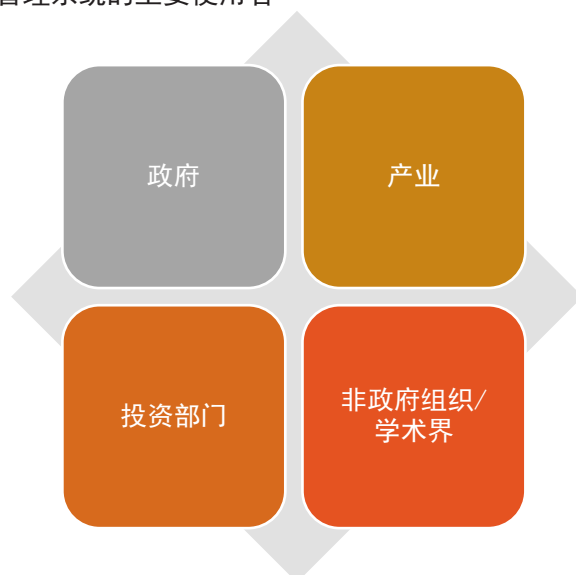 管理系统的主要使用者
政府
产业
投资部门
非政府组织/
学术界